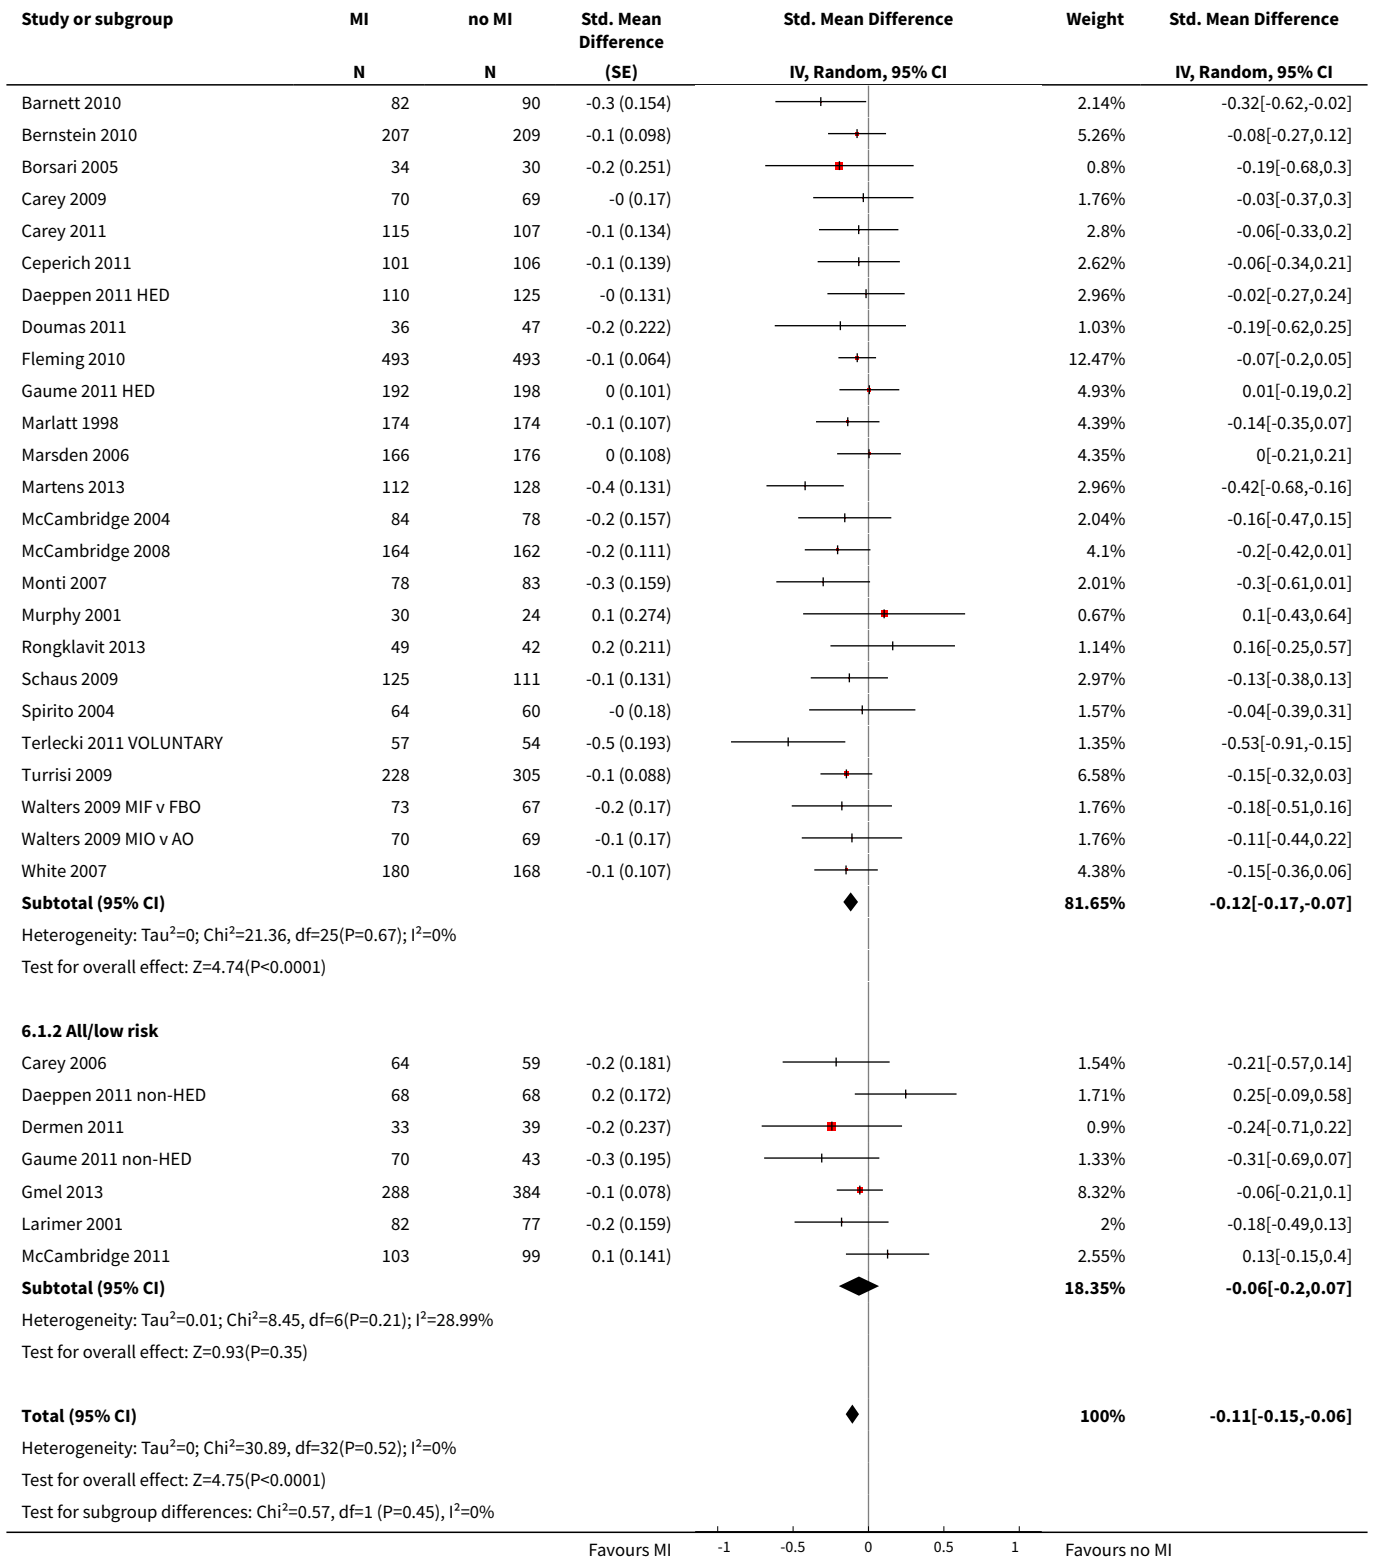 Study or subgroup MI no MI Std. Mean Difference Std. Mean Difference Weight Std. Mean Difference
N N (SE) IV, Random, 95% CI IV, Random, 95% CI
Barnett 2010 82 90 -0.3 (0.154) 2.14% -0.32[-0.62,-0.02]
Bernstein 2010 207 209 -0.1 (0.098) 5.26% -0.08[-0.27,0.12]
Borsari 2005 34 30 -0.2 (0.251) 0.8% -0.19[-0.68,0.3]
Carey 2009 70 69 -0 (0.17) 1.76% -0.03[-0.37,0.3]
Carey 2011 115 107 -0.1 (0.134) 2.8% -0.06[-0.33,0.2]
Ceperich 2011 101 106 -0.1 (0.139) 2.62% -0.06[-0.34,0.21]
Daeppen 2011 HED 110 125 -0 (0.131) 2.96% -0.02[-0.27,0.24]
Doumas 2011 36 47 -0.2 (0.222) 1.03% -0.19[-0.62,0.25]
Fleming 2010 493 493 -0.1 (0.064) 12.47% -0.07[-0.2,0.05]
Gaume 2011 HED 192 198 0 (0.101) 4.93% 0.01[-0.19,0.2]
Marlatt 1998 174 174 -0.1 (0.107) 4.39% -0.14[-0.35,0.07]
Marsden 2006 166 176 0 (0.108) 4.35% 0[-0.21,0.21]
Martens 2013 112 128 -0.4 (0.131) 2.96% -0.42[-0.68,-0.16]
McCambridge 2004 84 78 -0.2 (0.157) 2.04% -0.16[-0.47,0.15]
McCambridge 2008 164 162 -0.2 (0.111) 4.1% -0.2[-0.42,0.01]
Monti 2007 78 83 -0.3 (0.159) 2.01% -0.3[-0.61,0.01]
Murphy 2001 30 24 0.1 (0.274) 0.67% 0.1[-0.43,0.64]
Rongklavit 2013 49 42 0.2 (0.211) 1.14% 0.16[-0.25,0.57]
Schaus 2009 125 111 -0.1 (0.131) 2.97% -0.13[-0.38,0.13]
Spirito 2004 64 60 -0 (0.18) 1.57% -0.04[-0.39,0.31]
Terlecki 2011 VOLUNTARY 57 54 -0.5 (0.193) 1.35% -0.53[-0.91,-0.15]
Turrisi 2009 228 305 -0.1 (0.088) 6.58% -0.15[-0.32,0.03]
Walters 2009 MIF v FBO 73 67 -0.2 (0.17) 1.76% -0.18[-0.51,0.16]
Walters 2009 MIO v AO 70 69 -0.1 (0.17) 1.76% -0.11[-0.44,0.22]
White 2007 180 168 -0.1 (0.107) 4.38% -0.15[-0.36,0.06]
Subtotal (95% CI) 81.65% -0.12[-0.17,-0.07]
Heterogeneity: Tau²=0; Chi²=21.36, df=25(P=0.67); I²=0%
Test for overall effect: Z=4.74(P<0.0001)
6.1.2 All/low risk
Carey 2006 64 59 -0.2 (0.181) 1.54% -0.21[-0.57,0.14]
Daeppen 2011 non-HED 68 68 0.2 (0.172) 1.71% 0.25[-0.09,0.58]
Dermen 2011 33 39 -0.2 (0.237) 0.9% -0.24[-0.71,0.22]
Gaume 2011 non-HED 70 43 -0.3 (0.195) 1.33% -0.31[-0.69,0.07]
Gmel 2013 288 384 -0.1 (0.078) 8.32% -0.06[-0.21,0.1]
Larimer 2001 82 77 -0.2 (0.159) 2% -0.18[-0.49,0.13]
McCambridge 2011 103 99 0.1 (0.141) 2.55% 0.13[-0.15,0.4]
Subtotal (95% CI) 18.35% -0.06[-0.2,0.07]
Heterogeneity: Tau²=0.01; Chi²=8.45, df=6(P=0.21); I²=28.99%
Test for overall effect: Z=0.93(P=0.35)
Total (95% CI) 100% -0.11[-0.15,-0.06]
Heterogeneity: Tau²=0; Chi²=30.89, df=32(P=0.52); I²=0%
Test for overall effect: Z=4.75(P<0.0001)
Test for subgroup differences: Chi²=0.57, df=1 (P=0.45), I²=0%
Favours MI -1 -0.5 0 0.5 1 Favours no MI